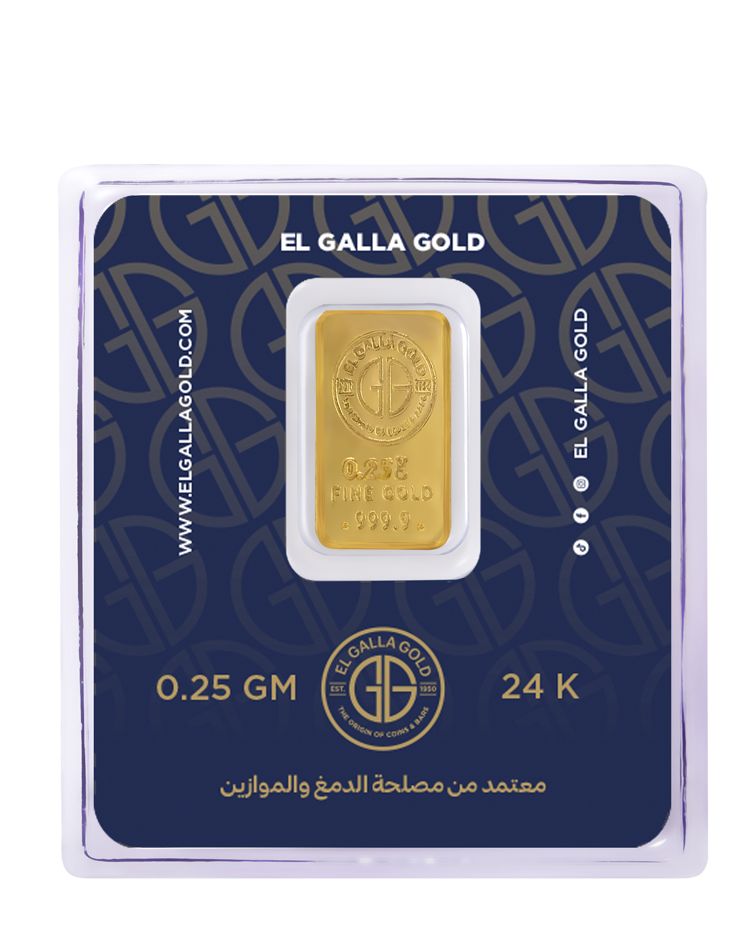 EL GALLA GOLD
WWW.ELGALLAGOLD.COM
EL GALLA GOLD
EL GALLA GOLD
0.25g
FINE GOLD
999.9
0.25 GM
EL GALLA GOLD
EST. 1950
THE ORIGIN OF COINS & BARS
24 K
معتمد من مصلحة الدمغ والموازين